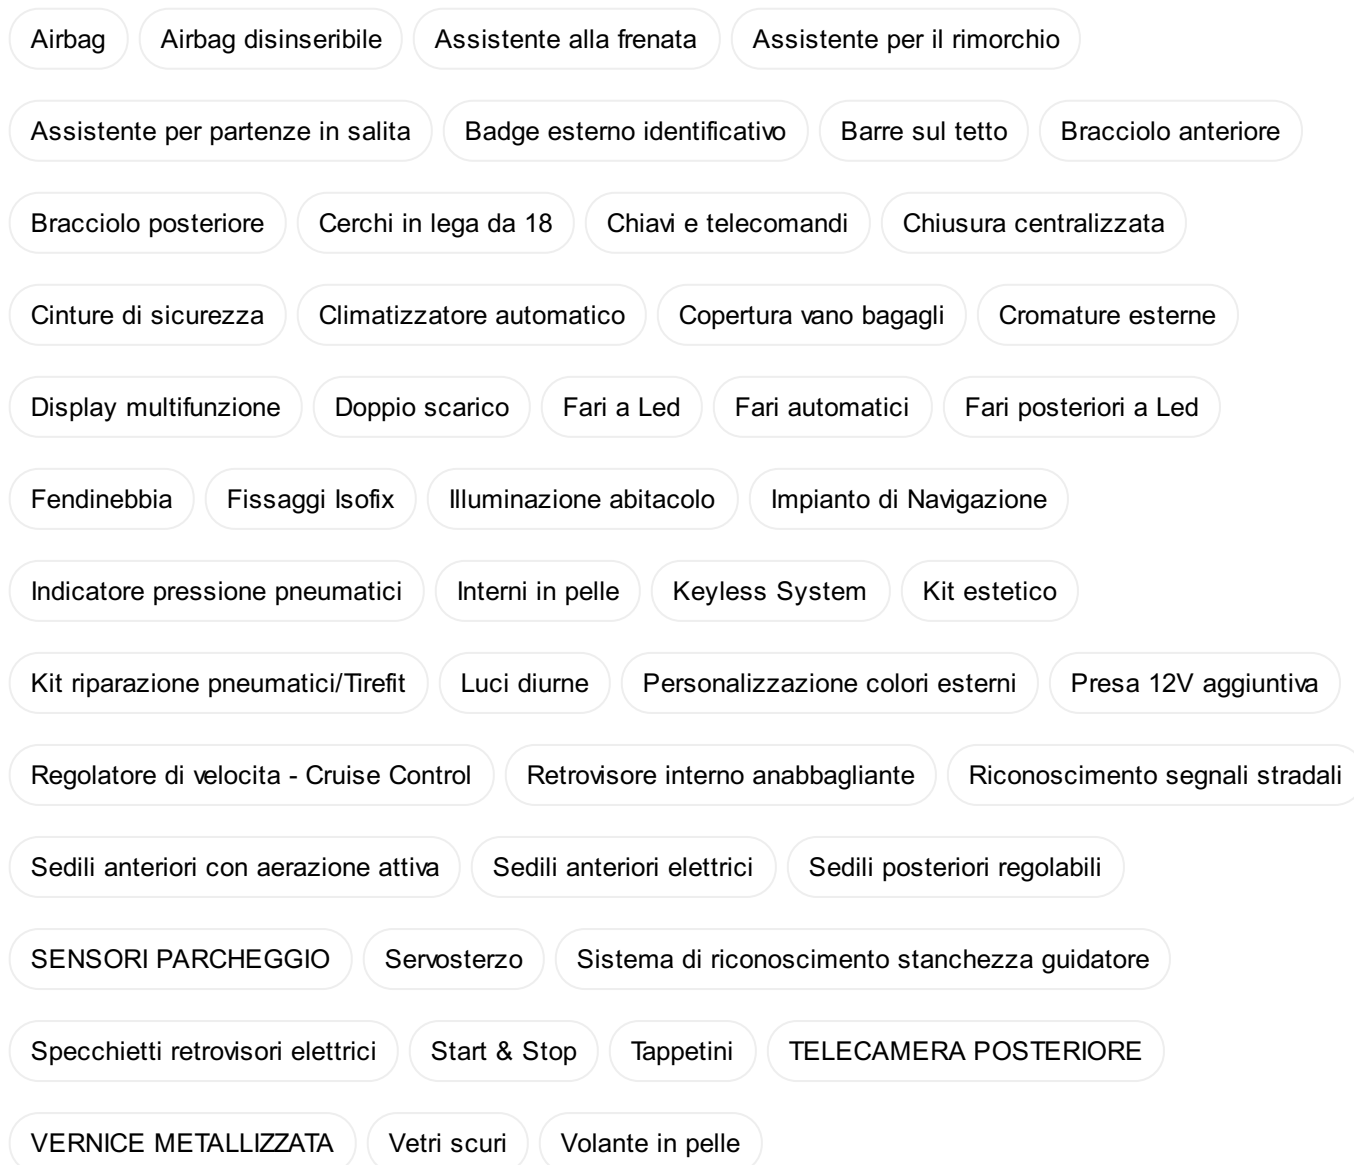 Airbag Airbag disinseribile Assistente alla frenata Assistente per il rimorchio
Assistente per partenze in salita Badge esterno identificativo Barre sul tetto Bracciolo anteriore
Bracciolo posteriore Cerchi in lega da 18 Chiavi e telecomandi Chiusura centralizzata
Cinture di sicurezza Climatizzatore automatico Copertura vano bagagli Cromature esterne
Display multifunzione Doppio scarico Fari a Led Fari automatici Fari posteriori a Led
Fendinebbia Fissaggi Isofix Illuminazione abitacolo Impianto di Navigazione
Indicatore pressione pneumatici Interni in pelle Keyless System Kit estetico
Kit riparazione pneumatici/Tirefit Luci diurne Personalizzazione colori esterni Presa 12V aggiuntiva
Regolatore di velocita - Cruise Control Retrovisore interno anabbagliante Riconoscimento segnali stradali
Sedili anteriori con aerazione attiva Sedili anteriori elettrici Sedili posteriori regolabili
SENSORI PARCHEGGIO Servosterzo Sistema di riconoscimento stanchezza guidatore
Specchietti retrovisori elettrici Start & Stop Tappetini TELECAMERA POSTERIORE
VERNICE METALLIZZATA Vetri scuri Volante in pelle